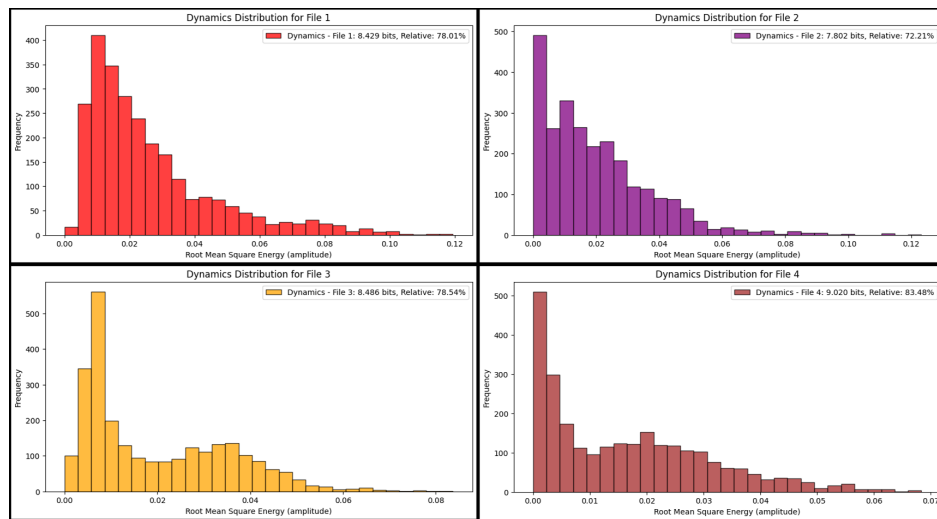 Dynamics Distribution for File 1
Dynamics - File 1: 8.429 bits, Relative: 78.01%
Frequency
400
350
300
250
200
150
100
50
0
0.00 0.02 0.04 0.06 0.08 0.10 0.12
Root Mean Square Energy (amplitude)
Dynamics Distribution for File 2
Dynamics - File 2: 7.802 bits, Relative: 72.21%
Frequency
500
400
300
200
100
0
0.00 0.02 0.04 0.06 0.08 0.10 0.12
Root Mean Square Energy (amplitude)
Dynamics Distribution for File 3
Dynamics - File 3: 8.486 bits, Relative: 78.54%
Frequency
500
400
300
200
100
0
0.00 0.02 0.04 0.06 0.08
Root Mean Square Energy (amplitude)
Dynamics Distribution for File 4
Dynamics - File 4: 9.020 bits, Relative: 83.48%
Frequency
500
400
300
200
100
0
0.00 0.01 0.02 0.03 0.04 0.05 0.06 0.07
Root Mean Square Energy (amplitude)